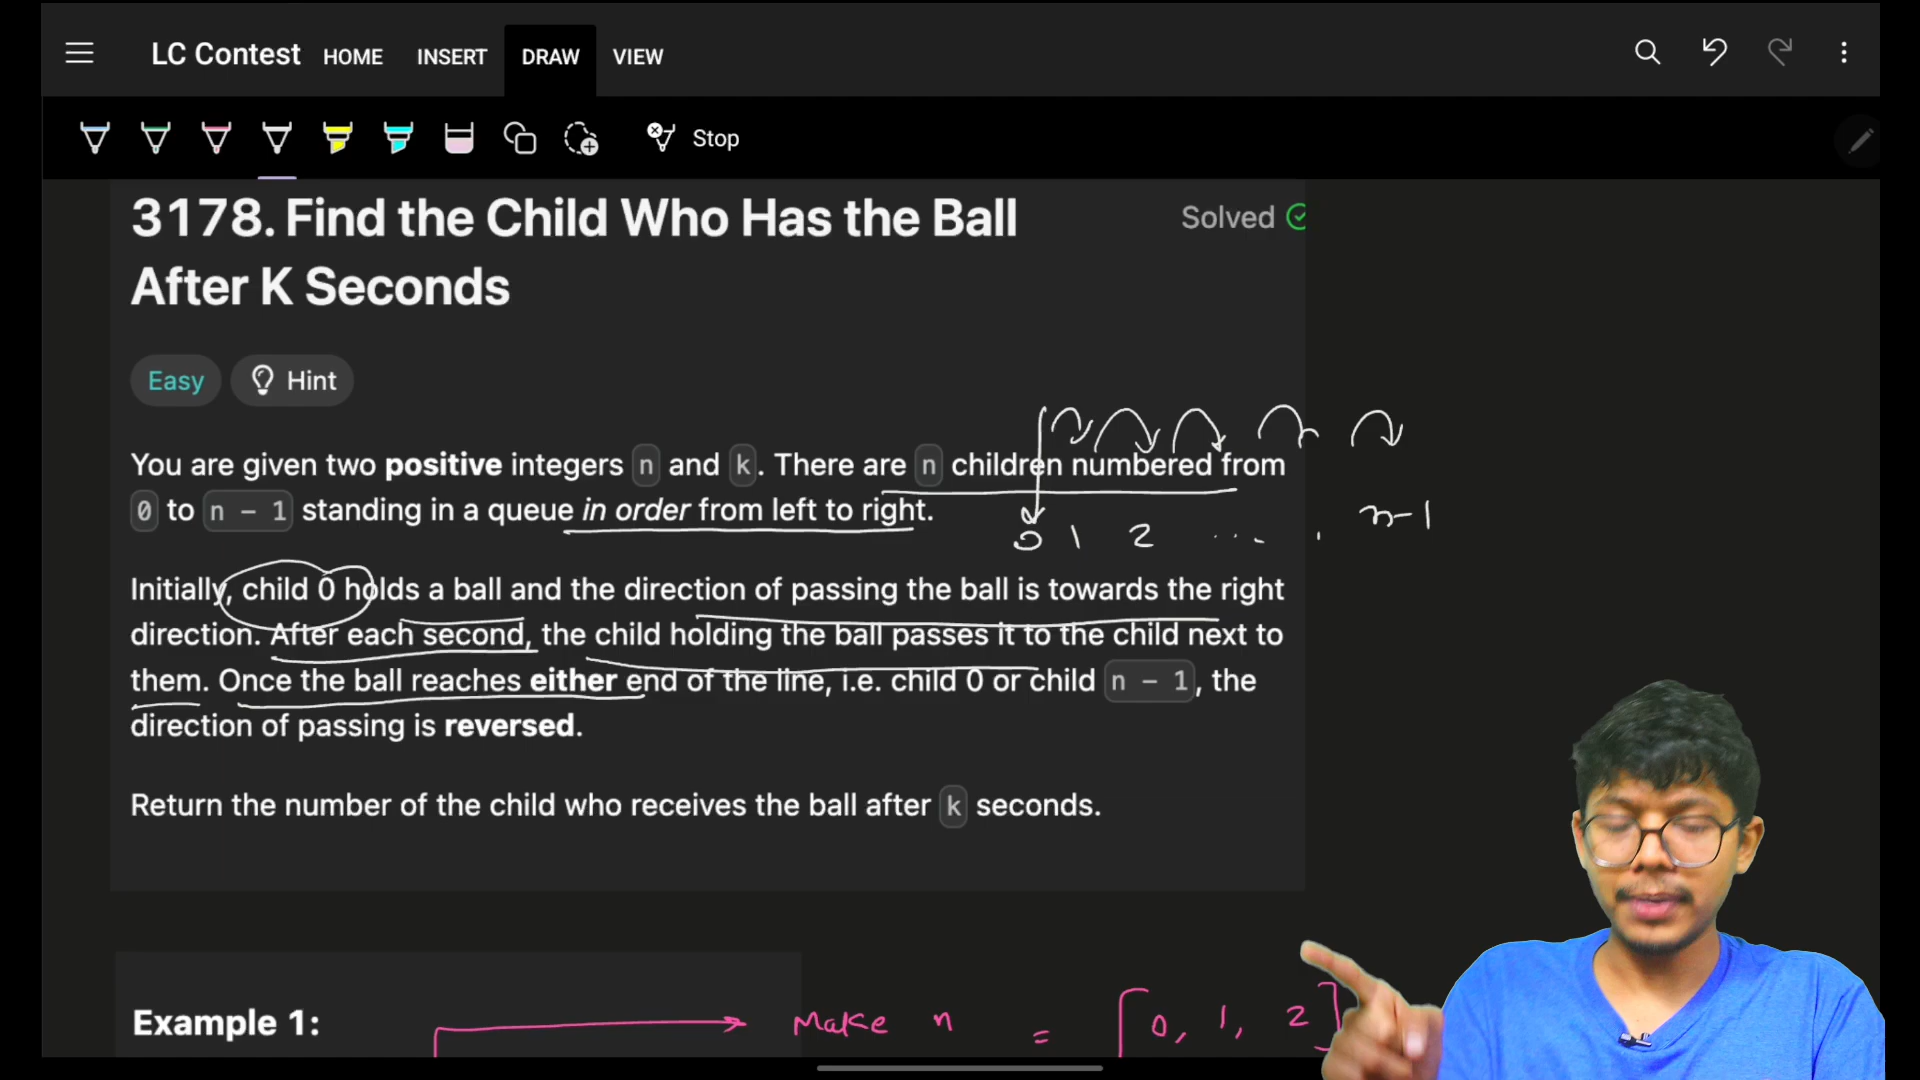 LC Contest HOME INSERT DRAW VIEW
Stop
3178. Find the Child Who Has the Ball
After K Seconds
Solved
Easy Hint
You are given two positive integers n and k. There are n children numbered from
0 to n - 1 standing in a queue in order from left to right.
0 1 2 .... . n-1
Initially, child 0 holds a ball and the direction of passing the ball is towards the right
direction. After each second, the child holding the ball passes it to the child next to
them. Once the ball reaches either end of the line, i.e. child 0 or child n - 1, the
direction of passing is reversed.
Return the number of the child who receives the ball after k seconds.
Example 1:
Make n = [0, 1, 2]